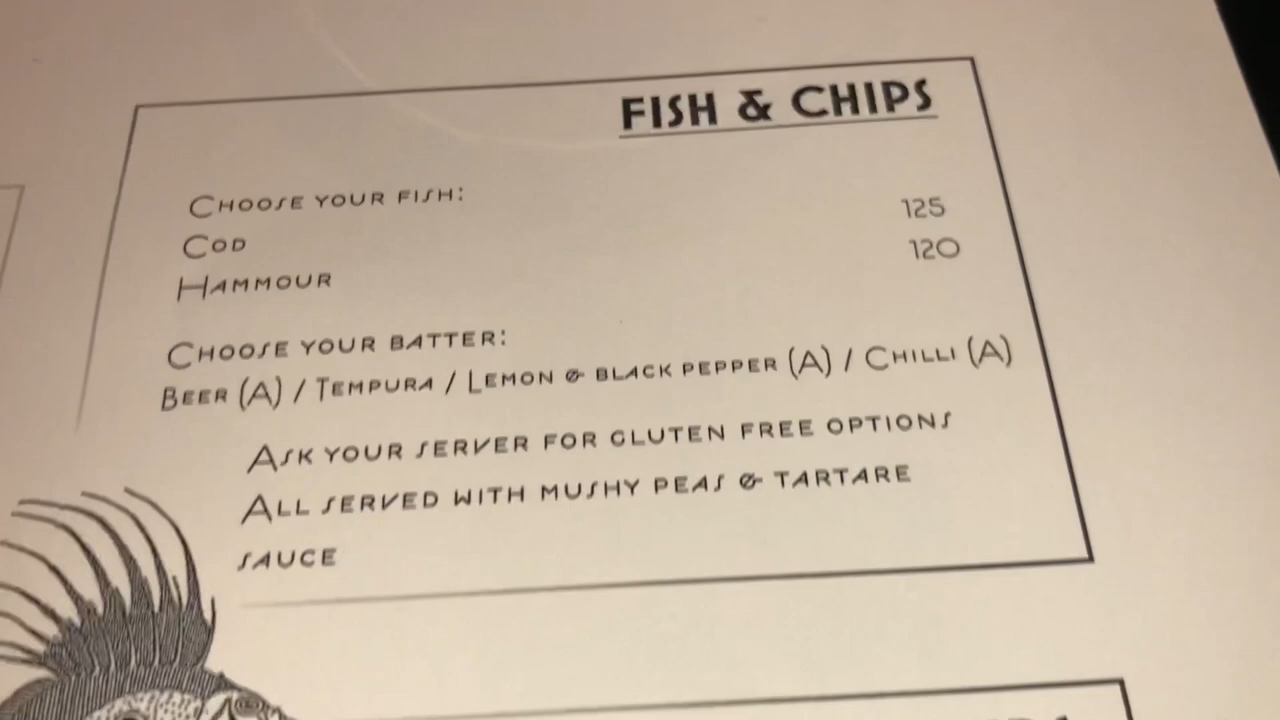 FISH & CHIPS
CHOOSE YOUR FISH:
COD 125
HAMMOUR 120
CHOOSE YOUR BATTER:
BEER (A) / TEMPURA / LEMON & BLACK PEPPER (A) / CHILLI (A)
ASK YOUR SERVER FOR GLUTEN FREE OPTIONS
ALL SERVED WITH MUSHY PEAS & TARTARE
SAUCE